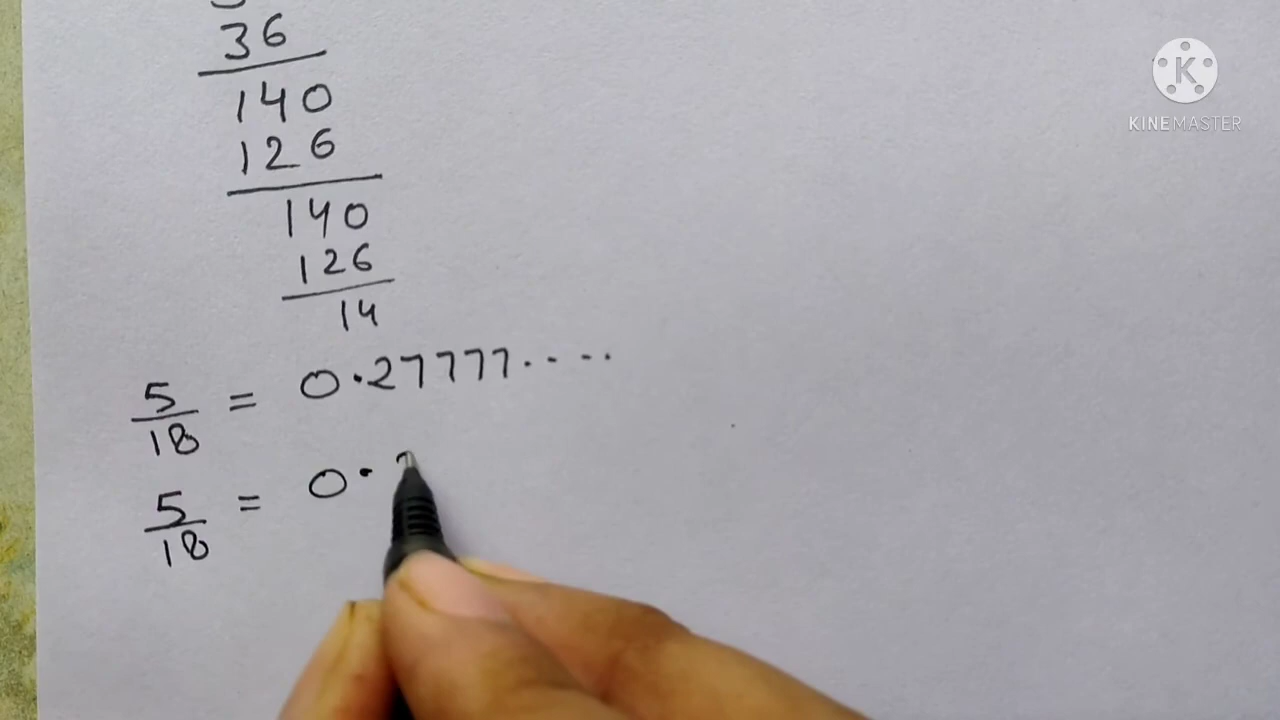 36
140
126
140
126
14
5/18 = 0.27777....
5/18 = 0.
KINEMASTER